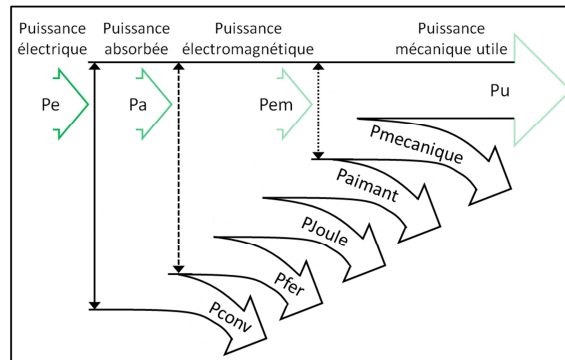 Puissance
électrique
Puissance
absorbée
Puissance
électromagnétique
Puissance
mécanique utile
Pe
Pa
Pem
Pu
Pmecanique
Paimant
PJoule
Pfer
Pconv